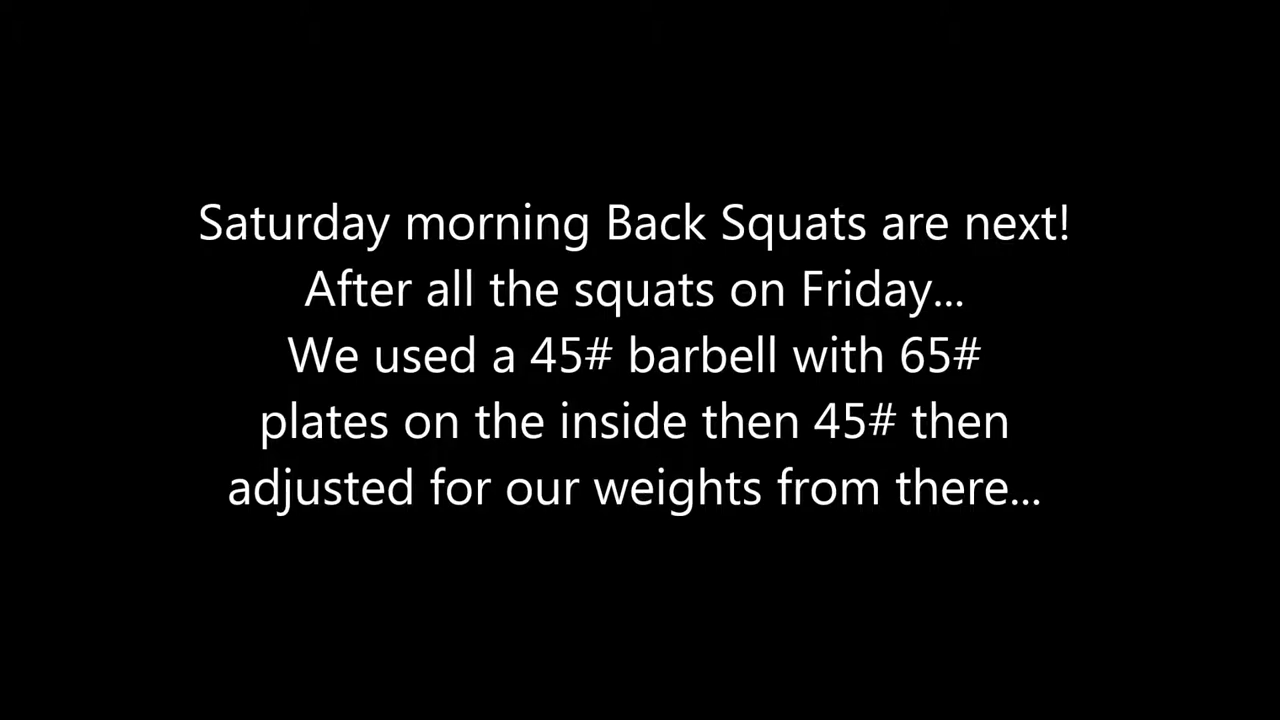 Saturday morning Back Squats are next!
After all the squats on Friday...
We used a 45# barbell with 65#
plates on the inside then 45# then
adjusted for our weights from there...